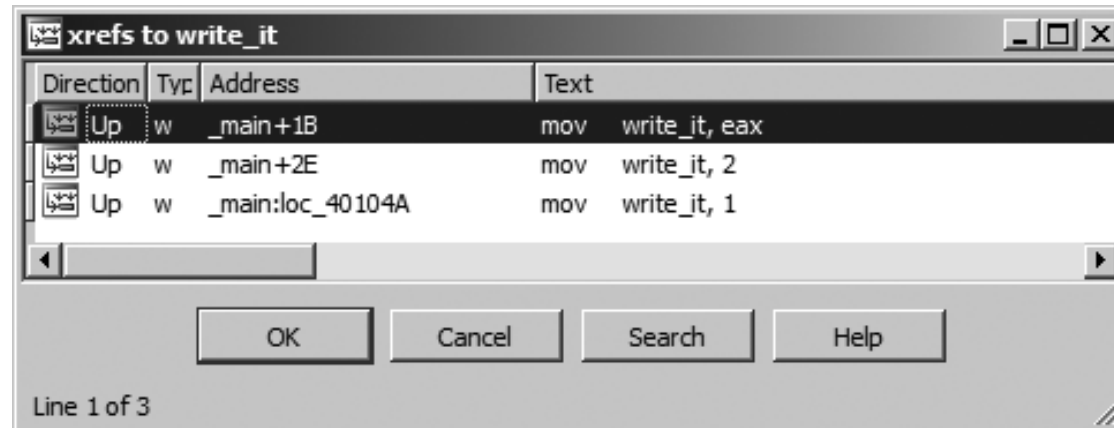 xrefs to write_it
Direction Typ Address Text
Up w _main+1B mov write_it, eax
Up w _main+2E mov write_it, 2
Up w _main:loc_40104A mov write_it, 1
OK Cancel Search Help
Line 1 of 3